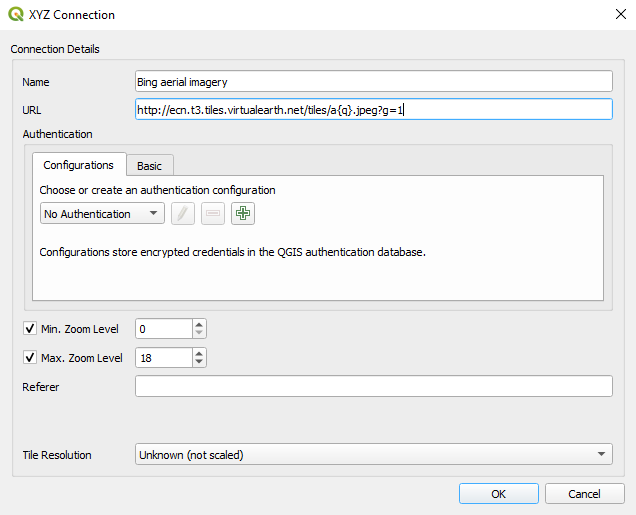 XYZ Connection
Connection Details
Name Bing aerial imagery
URL http://ecn.t3.tiles.virtualearth.net/tiles/a{q}.jpeg?g=1
Authentication
Configurations Basic
Choose or create an authentication configuration
No Authentication
Configurations store encrypted credentials in the QGIS authentication database.
Min. Zoom Level 0
Max. Zoom Level 18
Referer
Tile Resolution Unknown (not scaled)
OK Cancel